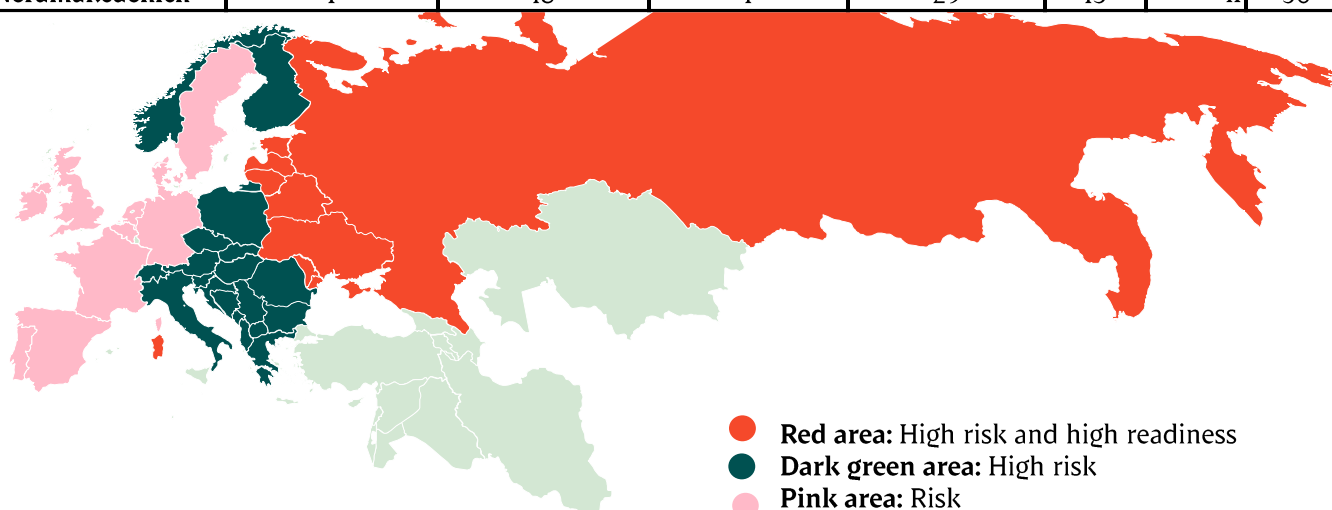 Red area: High risk and high readiness
Dark green area: High risk
Pink area: Risk